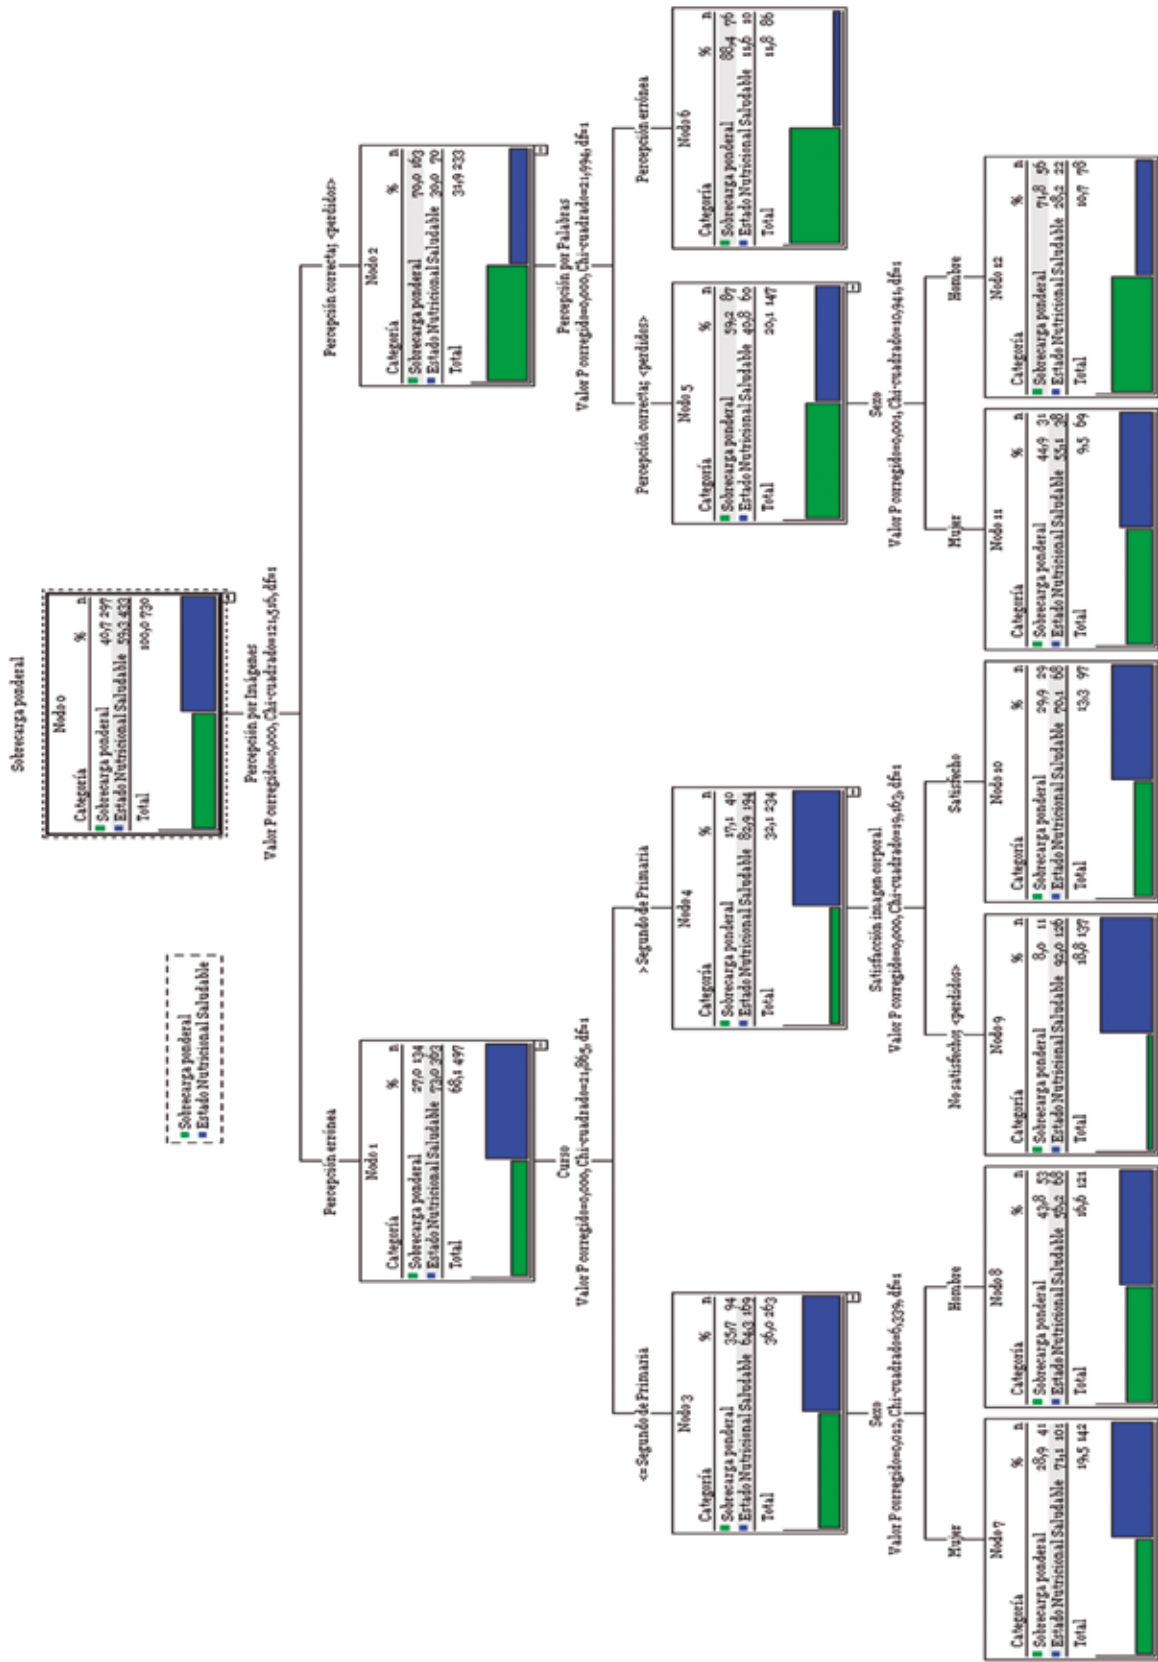 Sobrecarga ponderal
Nodo 0
Categoría % n
Sobrecarga ponderal 40,7 297
Estado Nutricional Saludable 59,3 433
Total 100,0 730
Sobrecarga ponderal
Estado Nutricional Saludable
Percepción por Imágenes
Valor P corregido=0,000, Chi-cuadrado=121,516, df=1
Percepción errónea
Nodo 1
Categoría % n
Sobrecarga ponderal 27,0 134
Estado Nutricional Saludable 73,0 363
Total 68,1 497
Percepción correcta; <perdidos>
Nodo 2
Categoría % n
Sobrecarga ponderal 70,0 163
Estado Nutricional Saludable 30,0 70
Total 31,9 233
Curso
Valor P corregido=0,000, Chi-cuadrado=21,865, df=1
Percepción por Palabras
Valor P corregido=0,000, Chi-cuadrado=21,994, df=1
<=Segundo de Primaria
Nodo 3
Categoría % n
Sobrecarga ponderal 35,7 94
Estado Nutricional Saludable 64,3 169
Total 36,0 263
> Segundo de Primaria
Nodo 4
Categoría % n
Sobrecarga ponderal 17,1 40
Estado Nutricional Saludable 82,9 194
Total 32,1 234
Percepción correcta; <perdidos>
Nodo 5
Categoría % n
Sobrecarga ponderal 59,2 87
Estado Nutricional Saludable 40,8 60
Total 20,1 147
Percepción errónea
Nodo 6
Categoría % n
Sobrecarga ponderal 88,4 76
Estado Nutricional Saludable 11,6 10
Total 11,8 86
Sexo
Valor P corregido=0,012, Chi-cuadrado=6,339, df=1
Satisfacción imagen corporal
Valor P corregido=0,000, Chi-cuadrado=19,163, df=1
Sexo
Valor P corregido=0,001, Chi-cuadrado=10,941, df=1
Mujer
Nodo 7
Categoría % n
Sobrecarga ponderal 28,9 41
Estado Nutricional Saludable 71,1 101
Total 19,5 142
Hombre
Nodo 8
Categoría % n
Sobrecarga ponderal 43,8 53
Estado Nutricional Saludable 56,2 68
Total 16,6 121
No satisfecho; <perdidos>
Nodo 9
Categoría % n
Sobrecarga ponderal 8,0 11
Estado Nutricional Saludable 92,0 126
Total 18,8 137
Satisfecho
Nodo 10
Categoría % n
Sobrecarga ponderal 29,9 29
Estado Nutricional Saludable 70,1 68
Total 13,3 97
Mujer
Nodo 11
Categoría % n
Sobrecarga ponderal 44,9 31
Estado Nutricional Saludable 55,1 38
Total 9,5 69
Hombre
Nodo 12
Categoría % n
Sobrecarga ponderal 71,8 56
Estado Nutricional Saludable 28,2 22
Total 10,7 78